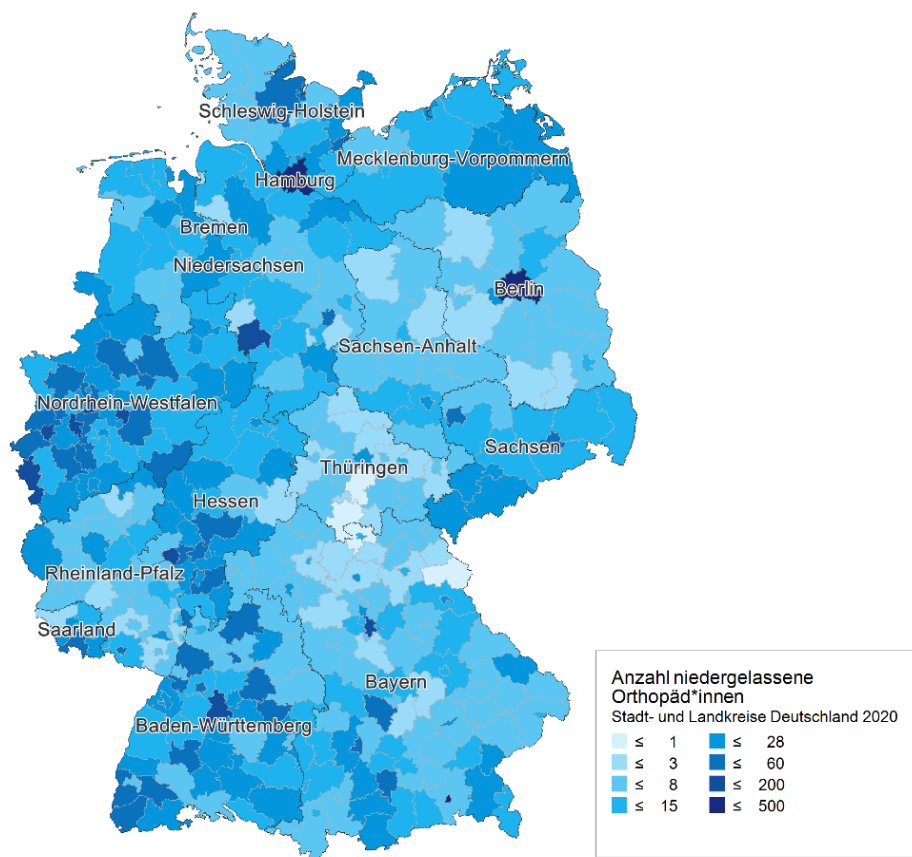 Schleswig-Holstein
Mecklenburg-Vorpommern
Hamburg
Bremen
Niedersachsen
Berlin
Sachsen-Anhalt
Nordrhein-Westfalen
Sachsen
Thüringen
Hessen
Rheinland-Pfalz
Saarland
Bayern
Baden-Württemberg
Anzahl niedergelassene
Orthopäd*innen
Stadt- und Landkreise Deutschland 2020
≤ 1 ≤ 28
≤ 3 ≤ 60
≤ 8 ≤ 200
≤ 15 ≤ 500